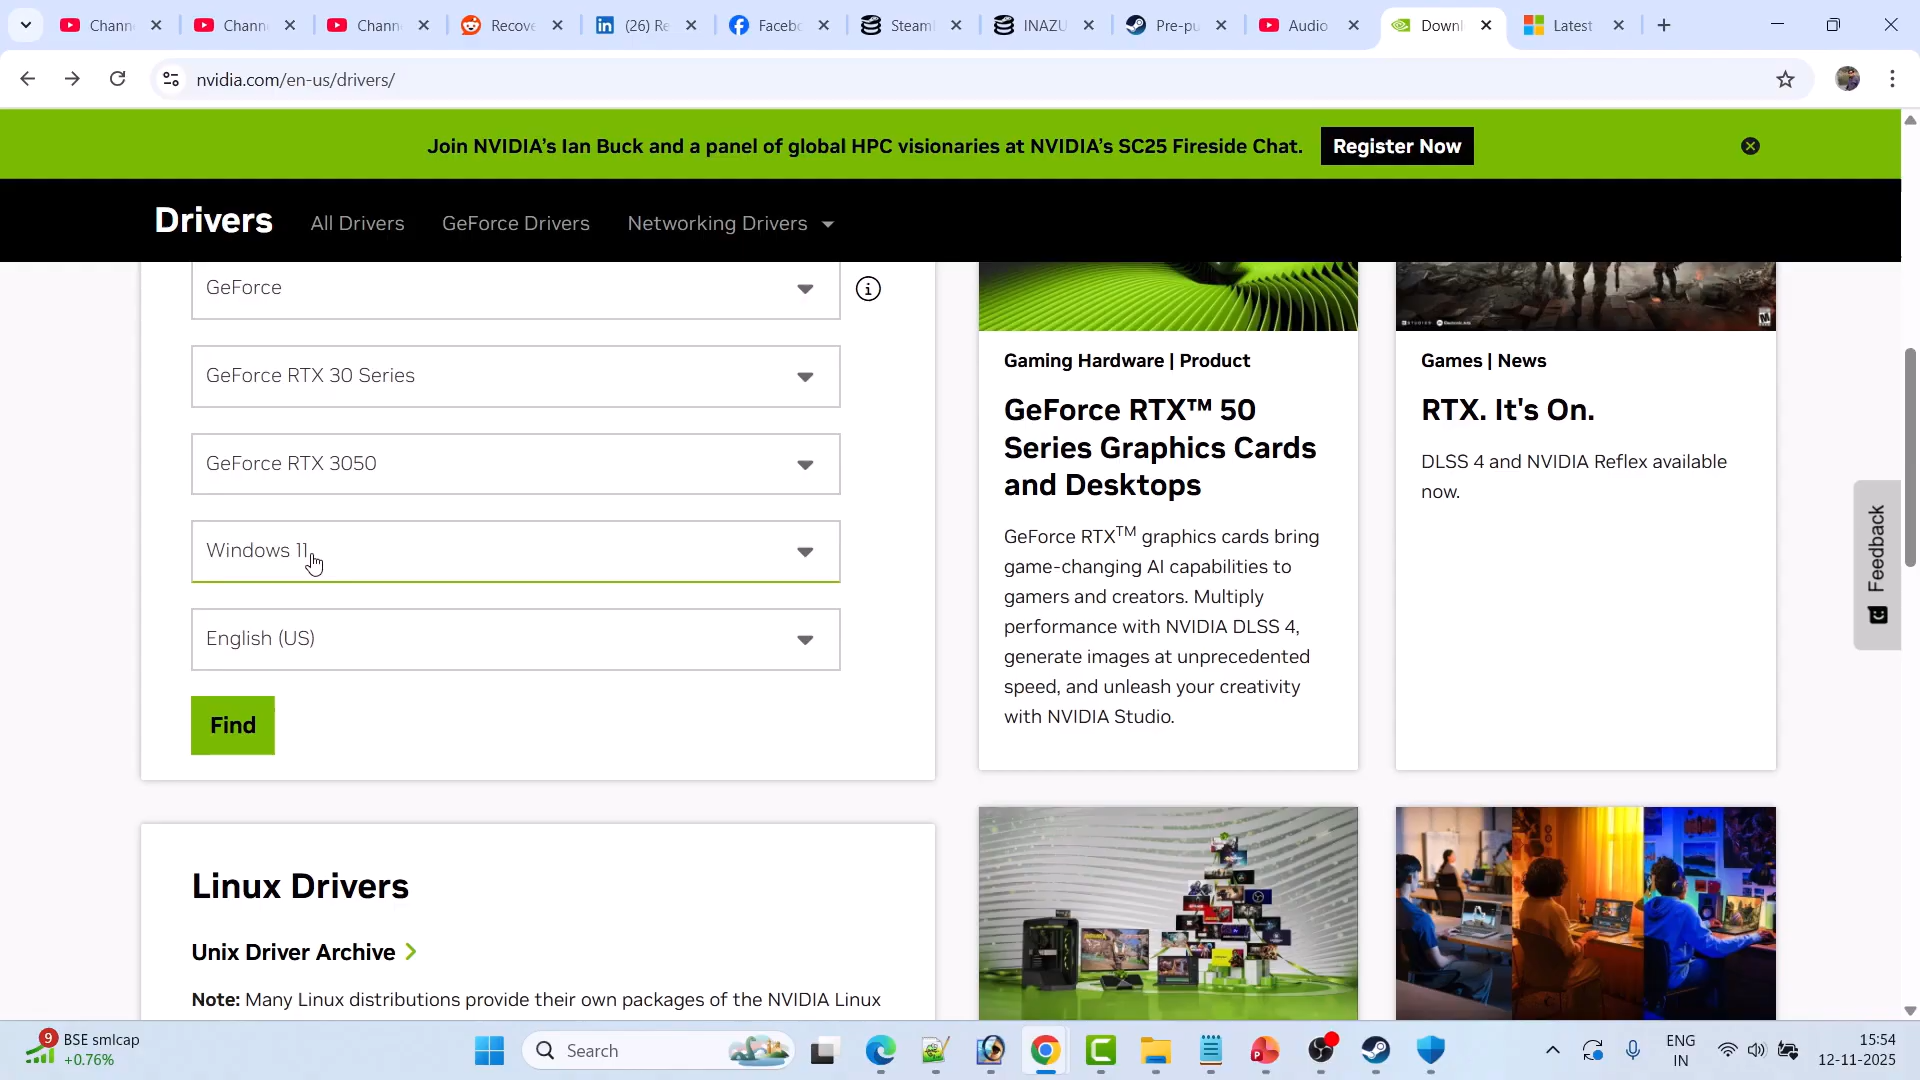 Chann
Chann
Chann
Recove
(26) Re
Facebo
Steam
INAZU
Pre-pu
Audio
Downl
Latest
nvidia.com/en-us/drivers/
Join NVIDIA's Ian Buck and a panel of global HPC visionaries at NVIDIA's SC25 Fireside Chat.
Register Now
Drivers
All Drivers
GeForce Drivers
Networking Drivers
GeForce
GeForce RTX 30 Series
GeForce RTX 3050
Windows 11
English (US)
Find
Gaming Hardware | Product
GeForce RTX™ 50
Series Graphics Cards
and Desktops
GeForce RTXTM graphics cards bring
game-changing AI capabilities to
gamers and creators. Multiply
performance with NVIDIA DLSS 4,
generate images at unprecedented
speed, and unleash your creativity
with NVIDIA Studio.
Games | News
RTX. It's On.
DLSS 4 and NVIDIA Reflex available
now.
Feedback
Linux Drivers
Unix Driver Archive
Note: Many Linux distributions provide their own packages of the NVIDIA Linux
9
BSE smlcap
+0.76%
Search
ENG
IN
15:54
12-11-2025